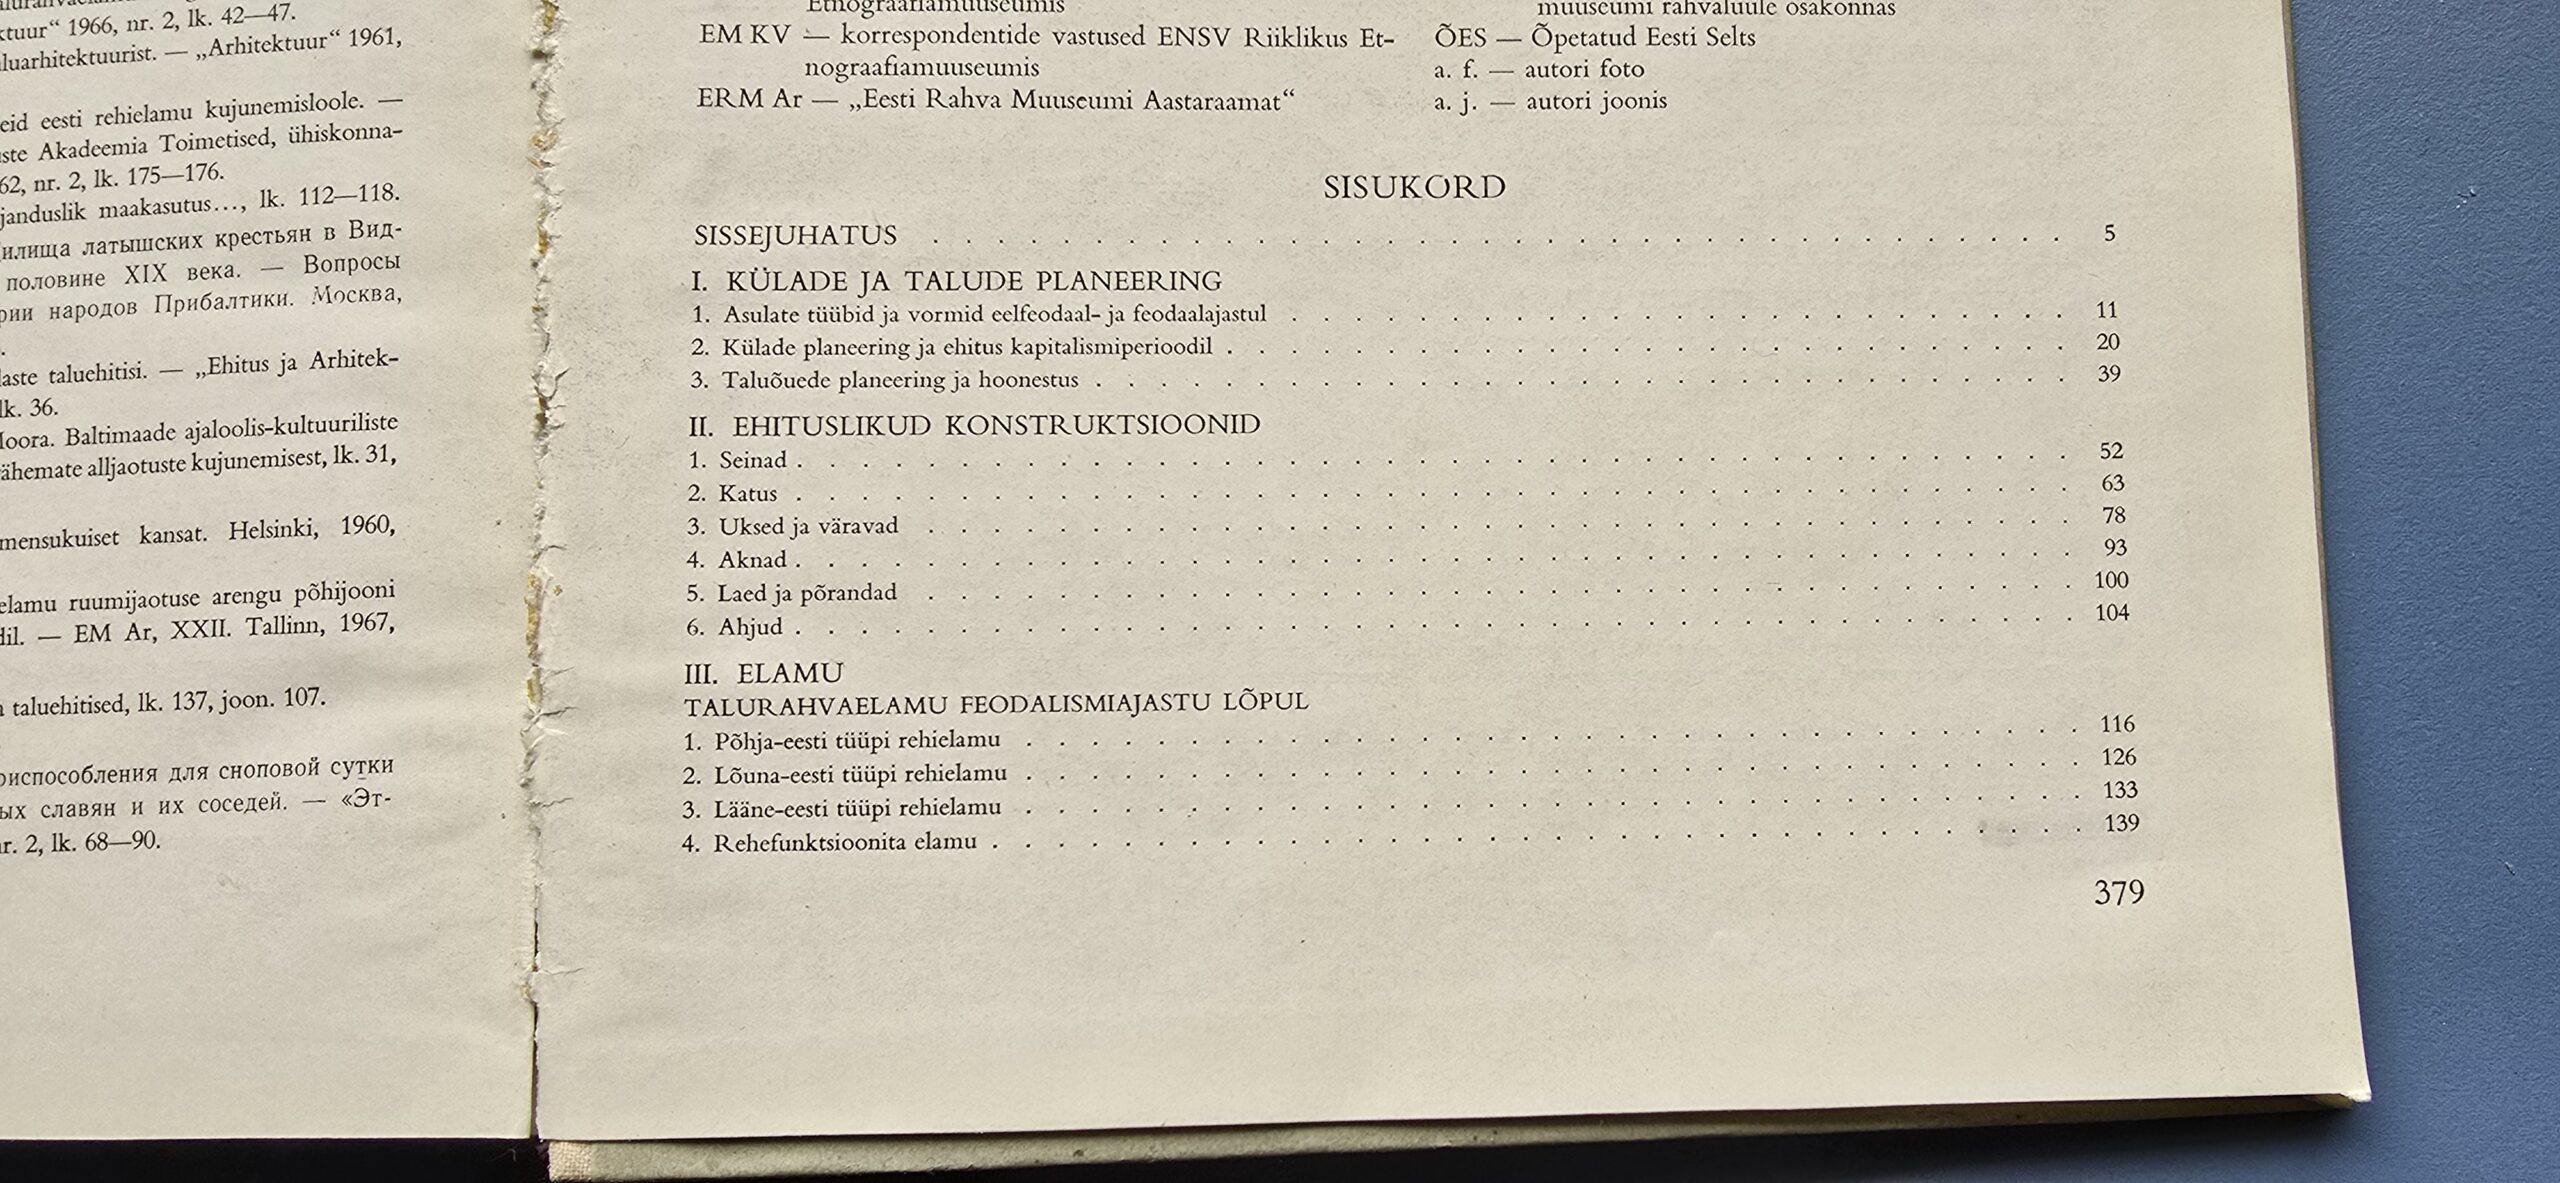 ktuur“ 1966, nr. 2, lk. 42—47.
luarhitektuurist. — „Arhitektuur“ 1961,
eid eesti rehielamu kujunemisloole. —
ste Akadeemia Toimetised, ühiskonna-
62, nr. 2, lk. 175—176.
janduslik maakasutus..., lk. 112—118.
илища латышских крестьян в Вид-
половине XIX века. — Вопросы
рии народов Прибалтики. Москва,
aste taluehitisi. — „Ehitus ja Arhitek-
lk. 36.
Moora. Baltimaade ajaloolis-kultuuriliste
ähemate alljaotuste kujunemisest, lk. 31,
mensukuiset kansat. Helsinki, 1960,
elamu ruumijaotuse arengu põhijooni
dil. — EM Ar, XXII. Tallinn, 1967,
taluehitised, lk. 137, joon. 107.
риспособления для сноповой сутки
ых славян и их соседей. — «Эт-
nr. 2, lk. 68—90.
Etnograafiamuuseumis
EM KV — korrespondentide vastused ENSV Riiklikus Et-
nograafiamuuseumis
ERM Ar — „Eesti Rahva Muuseumi Aastaraamat“
muuseumi rahvaluule osakonnas
ÕES — Õpetatud Eesti Selts
a. f. — autori foto
a. j. — autori joonis
SISUKORD
SISSEJUHATUS . . . . . . . . . . . . . . . . . . . . 5
I. KÜLADE JA TALUDE PLANEERING
1. Asulate tüübid ja vormid eelfeodaal- ja feodaalajastul . . . . . . . . . . . . . . . . . . . . 11
2. Külade planeering ja ehitus kapitalismiperioodil . . . . . . . . . . . . . . . . . . . . 20
3. Taluõuede planeering ja hoonestus . . . . . . . . . . . . . . . . . . . . 39
II. EHITUSLIKUD KONSTRUKTSIOONID
1. Seinad . . . . . . . . . . . . . . . . . . . . 52
2. Katus . . . . . . . . . . . . . . . . . . . . 63
3. Uksed ja väravad . . . . . . . . . . . . . . . . . . . . 78
4. Aknad . . . . . . . . . . . . . . . . . . . . 93
5. Laed ja põrandad . . . . . . . . . . . . . . . . . . . . 100
6. Ahjud . . . . . . . . . . . . . . . . . . . . 104
III. ELAMU
TALURAHVAELAMU FEODALISMIAJASTU LÕPUL
1. Põhja-eesti tüüpi rehielamu . . . . . . . . . . . . . . . . . . . . 116
2. Lõuna-eesti tüüpi rehielamu . . . . . . . . . . . . . . . . . . . . 126
3. Lääne-eesti tüüpi rehielamu . . . . . . . . . . . . . . . . . . . . 133
4. Rehefunktsioonita elamu . . . . . . . . . . . . . . . . . . . . 139
379